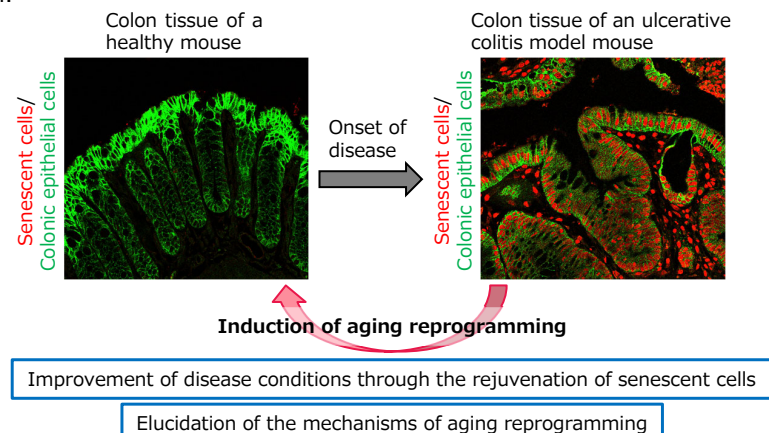 Colon tissue of a
healthy mouse
Colon tissue of an ulcerative
colitis model mouse
Senescent cells/
Colonic epithelial cells
Onset of
disease
Senescent cells/
Colonic epithelial cells
Induction of aging reprogramming
Improvement of disease conditions through the rejuvenation of senescent cells
Elucidation of the mechanisms of aging reprogramming